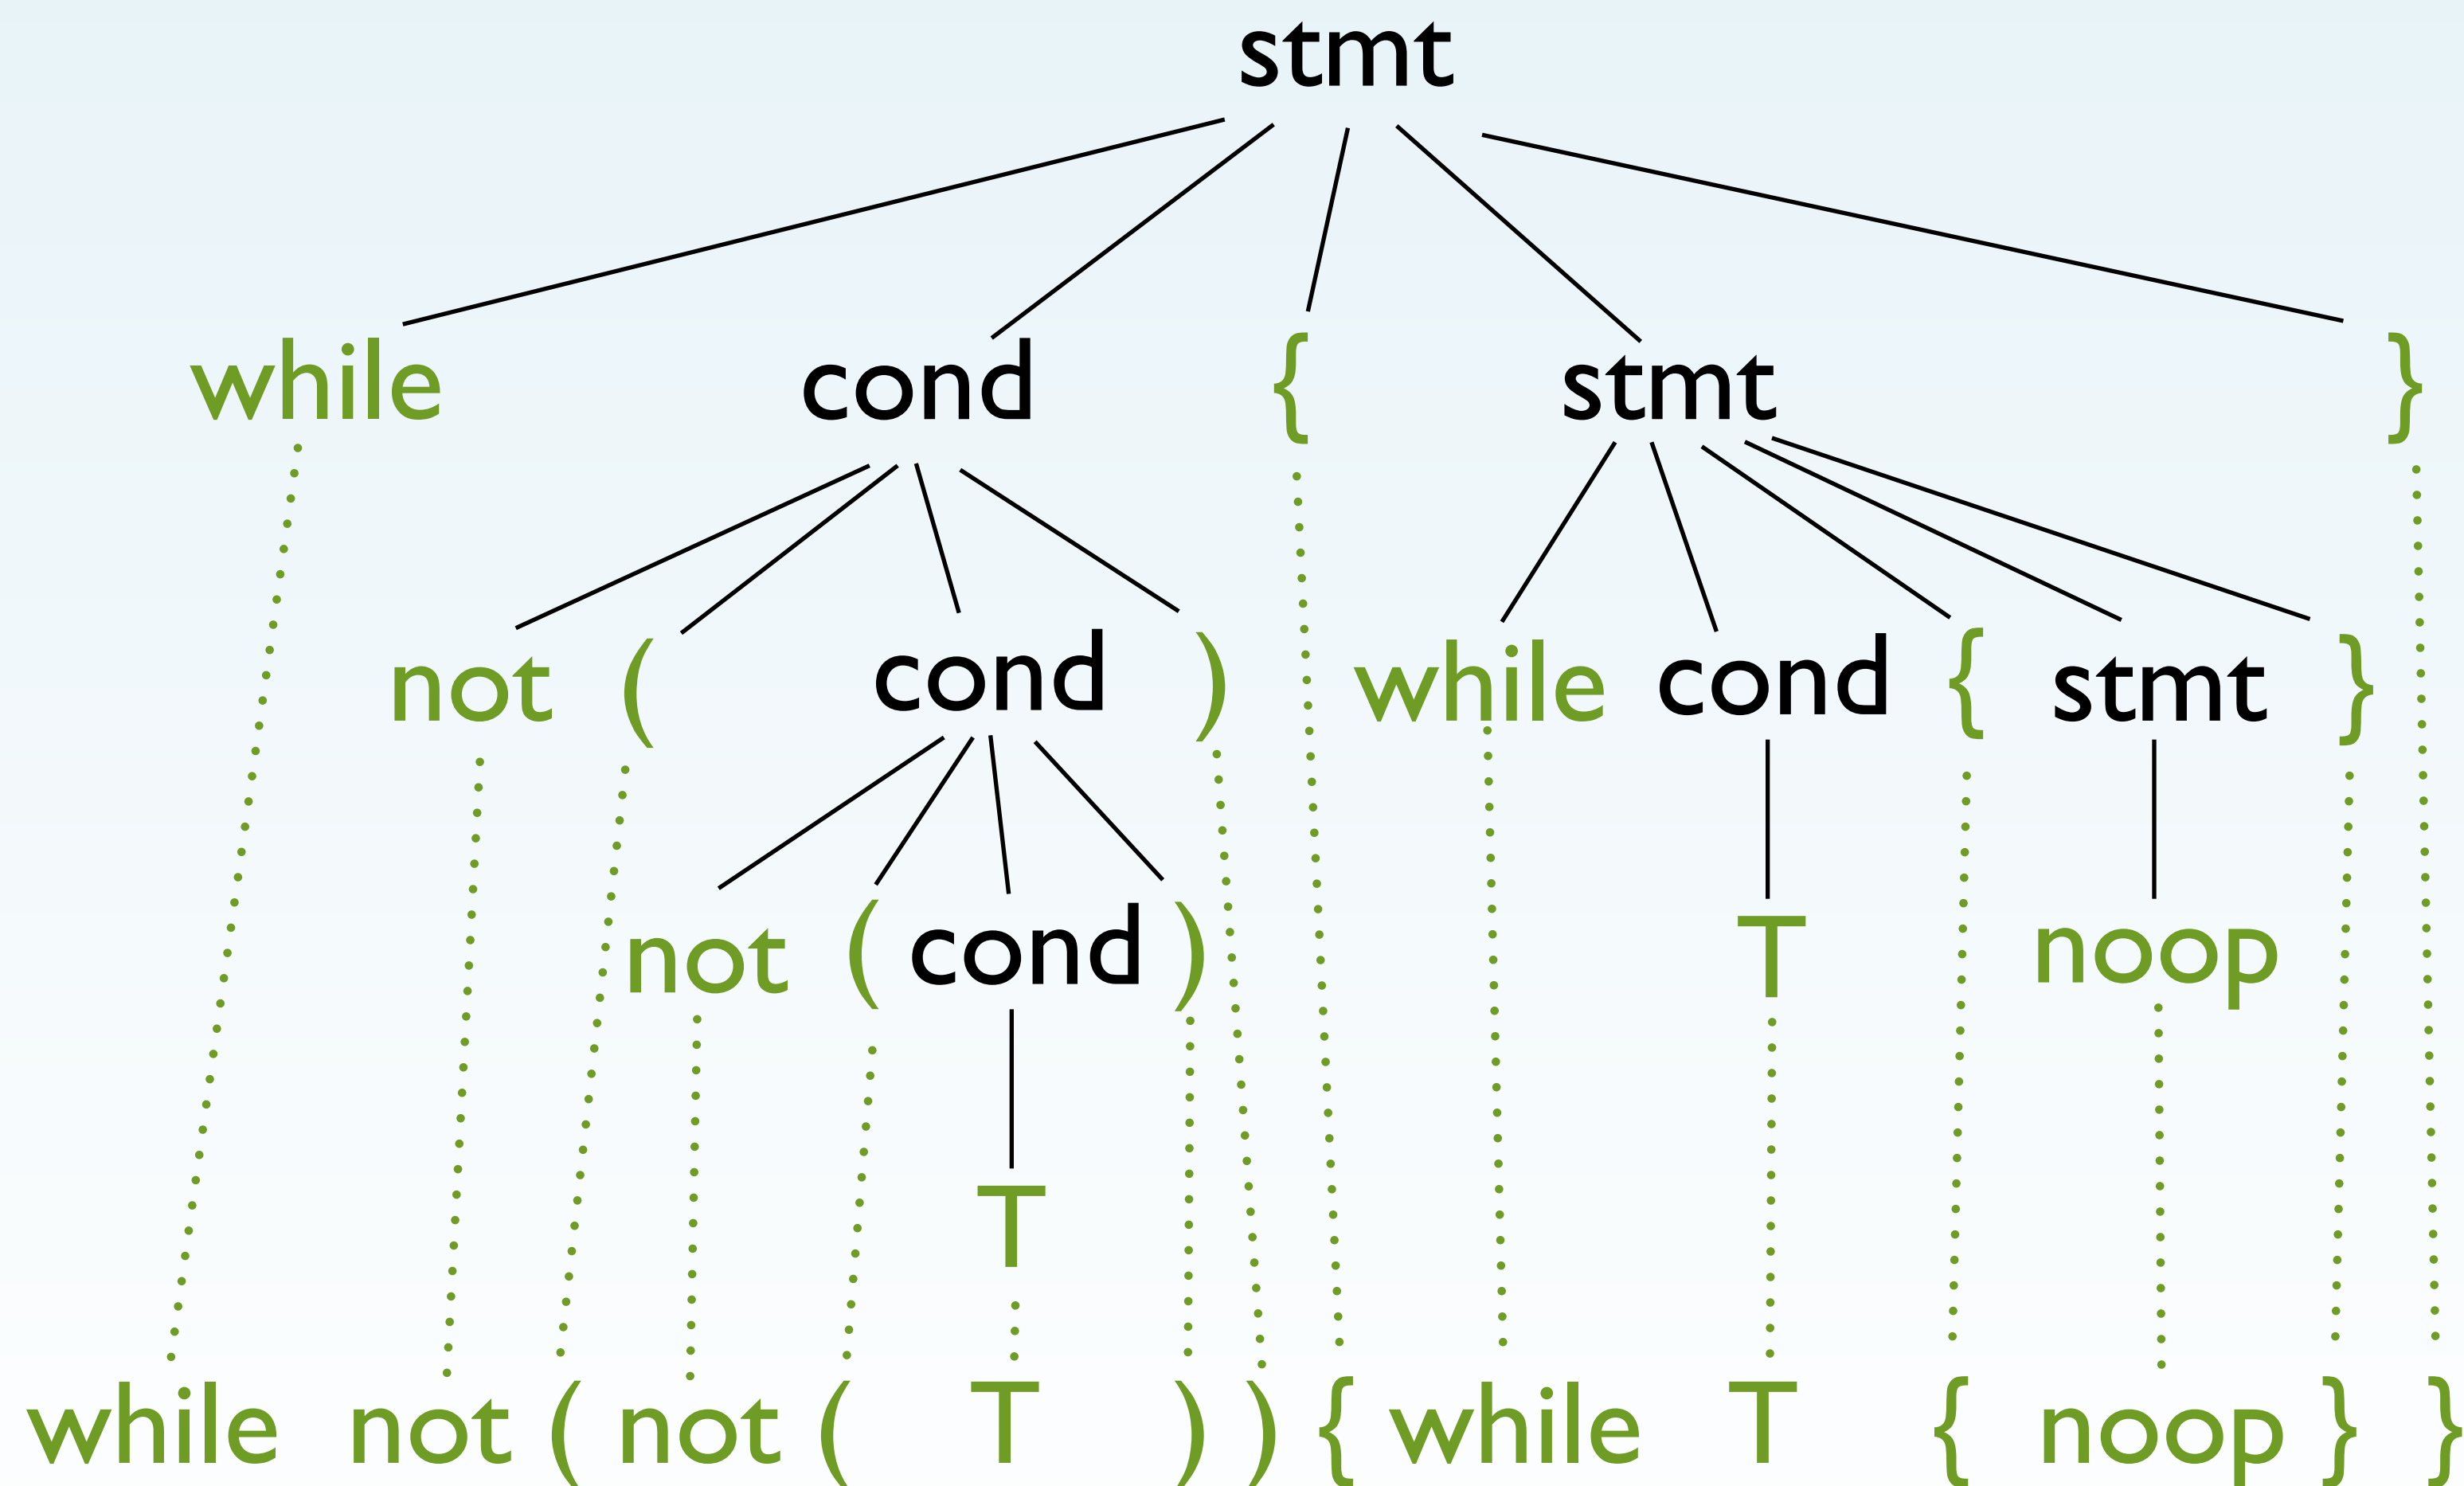 stmt
while cond { stmt }
not ( cond ) while cond { stmt }
not ( cond ) T noop
T
while not ( not ( T ) ) { while T { noop } }